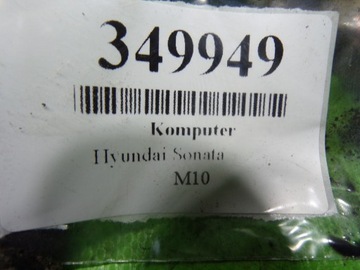 349949
Komputer
Hyundai Sonata
M10